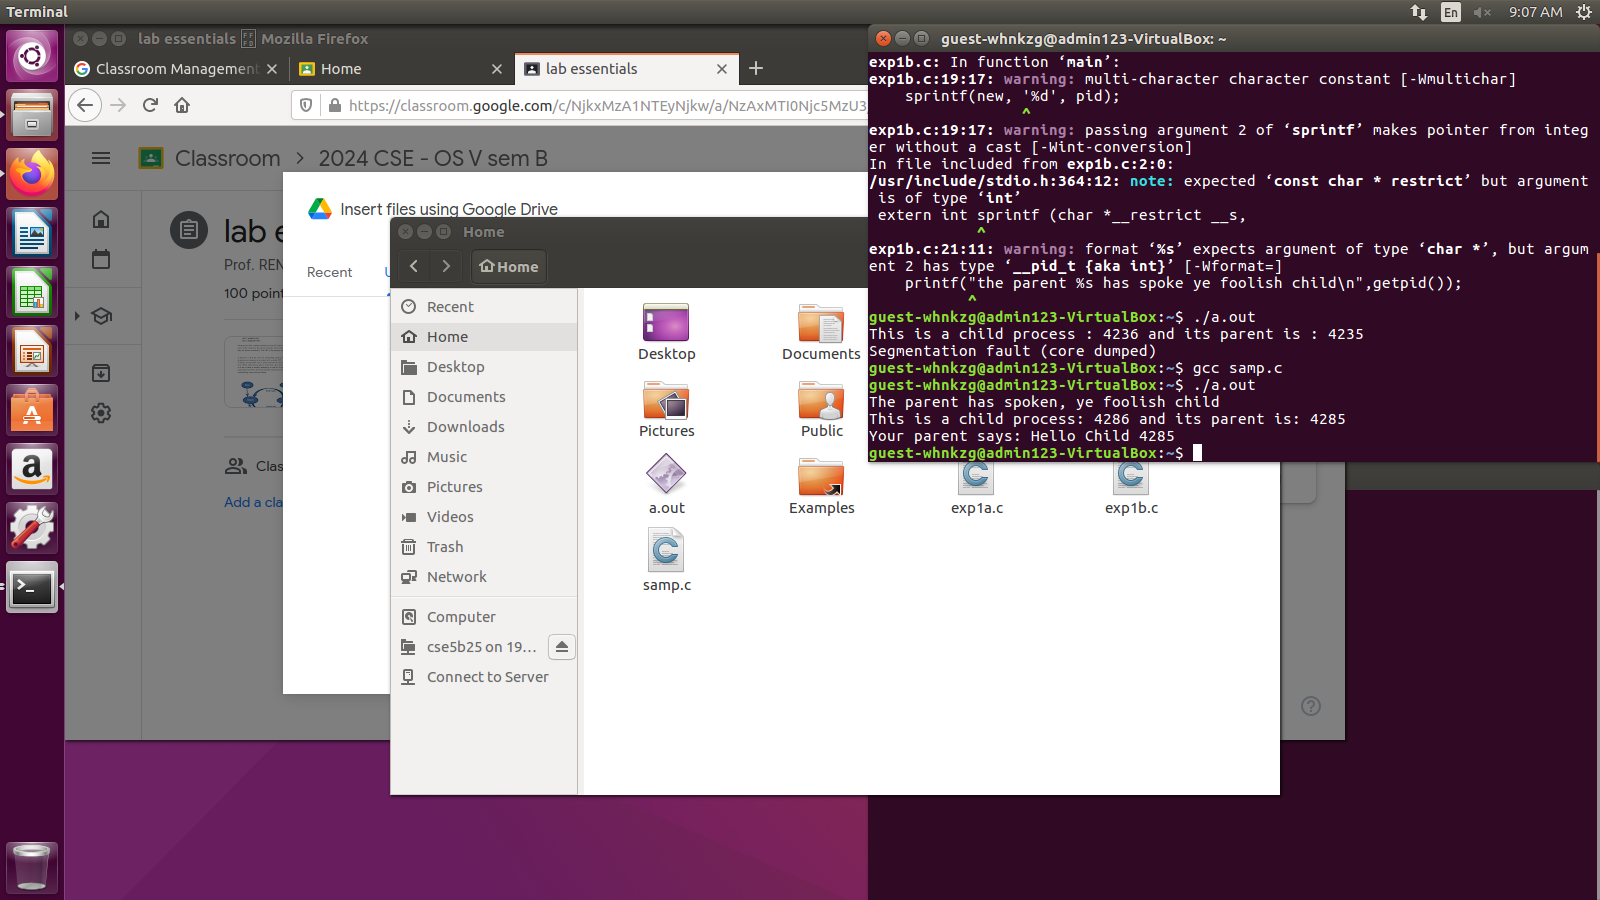 Terminal
En
9:07 AM
lab essentials
Mozilla Firefox
Classroom Management
Home
lab essentials
https://classroom.google.com/c/NjkxMzA1NTEyNjkw/a/NzAxMTI0Njc5MzU3
Classroom
2024 CSE - OS V sem B
lab e
Prof. REN
100 point
Clas
Add a cla
Insert files using Google Drive
Recent
Home
Home
Recent
Home
Desktop
Documents
Downloads
Music
Pictures
Videos
Trash
Network
Computer
cse5b25 on 19...
Connect to Server
Desktop
Documents
Pictures
Public
a.out
Examples
exp1a.c
exp1b.c
samp.c
guest-whnkzg@admin123-VirtualBox: ~
exp1b.c: In function ‘main’:
exp1b.c:19:17: warning: multi-character character constant [-Wmultichar]
sprintf(new, '%d', pid);
^
exp1b.c:19:17: warning: passing argument 2 of ‘sprintf’ makes pointer from integ
er without a cast [-Wint-conversion]
In file included from exp1b.c:2:0:
/usr/include/stdio.h:364:12: note: expected ‘const char * restrict’ but argument
is of type ‘int’
extern int sprintf (char *__restrict __s,
^
exp1b.c:21:11: warning: format ‘%s’ expects argument of type ‘char *’, but argum
ent 2 has type ‘__pid_t {aka int}’ [-Wformat=]
printf("the parent %s has spoke ye foolish child\n",getpid());
^
guest-whnkzg@admin123-VirtualBox:~$ ./a.out
This is a child process : 4236 and its parent is : 4235
Segmentation fault (core dumped)
guest-whnkzg@admin123-VirtualBox:~$ gcc samp.c
guest-whnkzg@admin123-VirtualBox:~$ ./a.out
The parent has spoken, ye foolish child
This is a child process: 4286 and its parent is: 4285
Your parent says: Hello Child 4285
guest-whnkzg@admin123-VirtualBox:~$